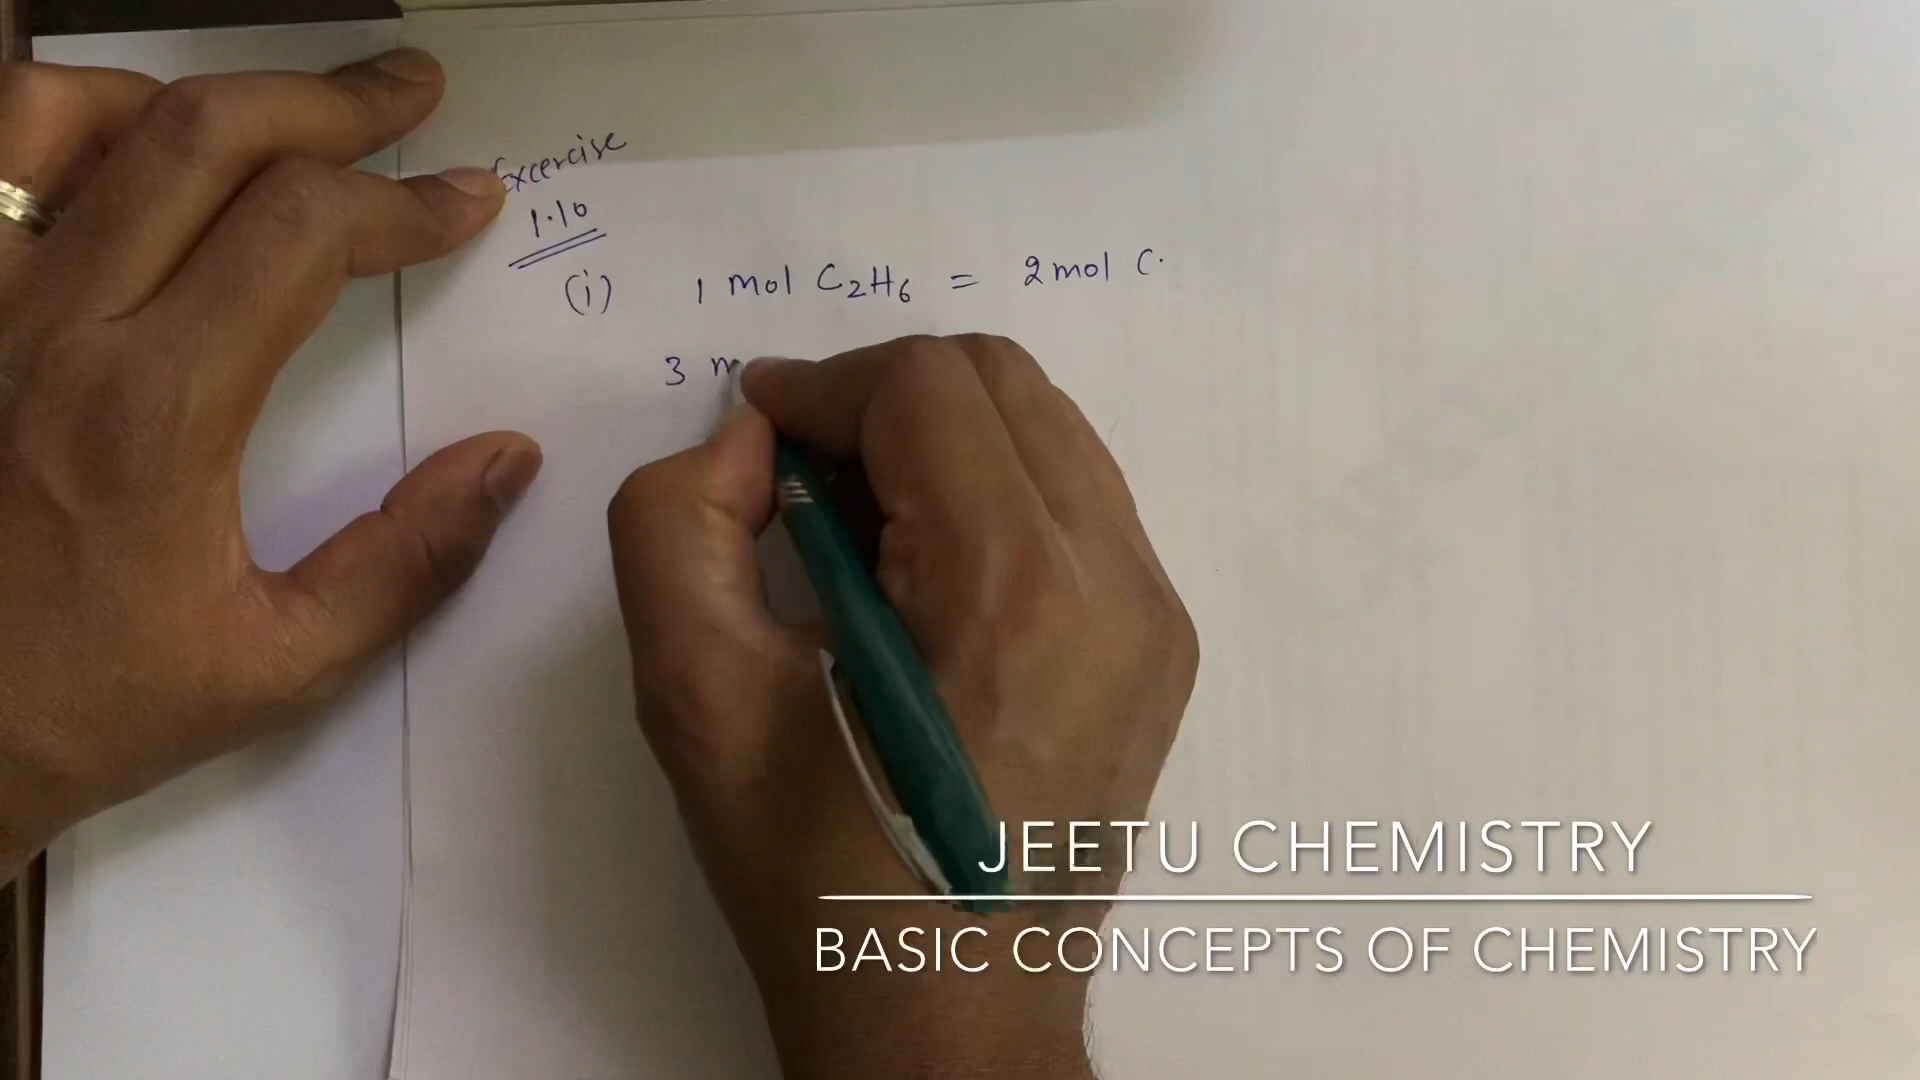 Excercise
1.10
(i) 1 mol C2H6 = 2 mol C.
3 m
JEETU CHEMISTRY
BASIC CONCEPTS OF CHEMISTRY